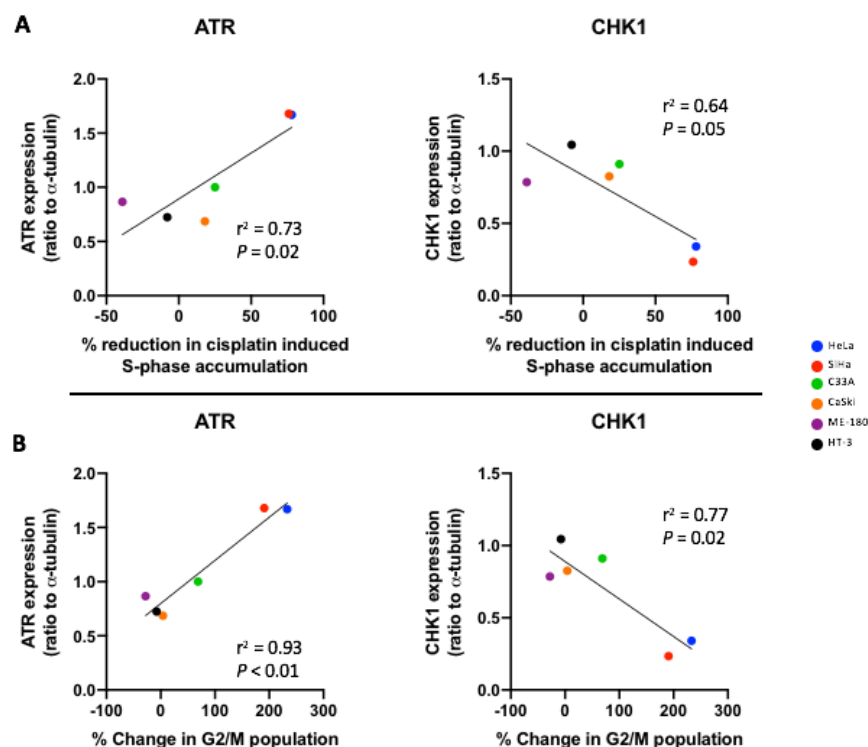 A
ATR
CHK1
ATR expression
(ratio to α-tubulin)
2.0
1.5
1.0
0.5
0.0
-50
0
50
100
r² = 0.73
P = 0.02
% reduction in cisplatin induced
S-phase accumulation
CHK1 expression
(ratio to α-tubulin)
1.5
1.0
0.5
0.0
-50
0
50
100
r² = 0.64
P = 0.05
% reduction in cisplatin induced
S-phase accumulation
HeLa
SiHa
C33A
CaSki
ME-180
HT-3
B
ATR
CHK1
ATR expression
(ratio to α-tubulin)
2.0
1.5
1.0
0.5
0.0
-100
0
100
200
300
r² = 0.93
P < 0.01
% Change in G2/M population
CHK1 expression
(ratio to α-tubulin)
1.5
1.0
0.5
0.0
-100
0
100
200
300
r² = 0.77
P = 0.02
% Change in G2/M population